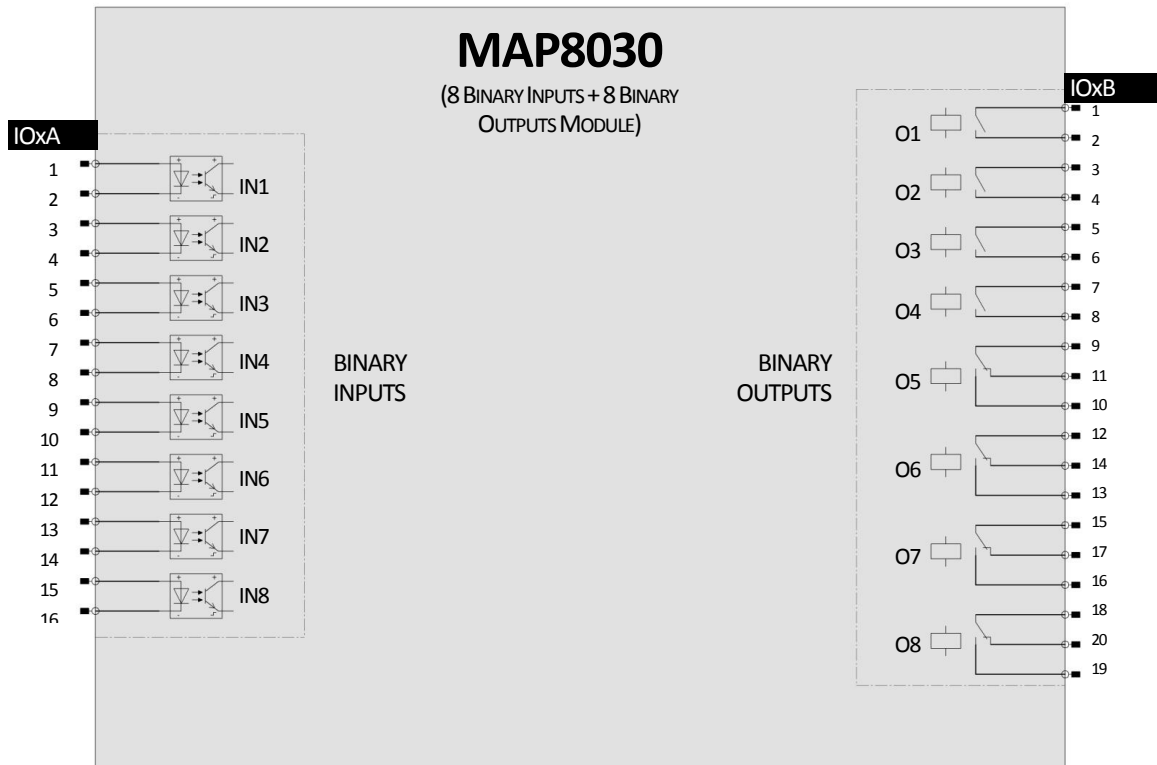 MAP8030
(8 BINARY INPUTS + 8 BINARY
OUTPUTS MODULE)
IOxA
1
2
3
4
5
6
7
8
9
10
11
12
13
14
15
16
+ +
-
IN1
+ +
-
IN2
+ +
-
IN3
+ +
-
IN4
+ +
-
IN5
+ +
-
IN6
+ +
-
IN7
+ +
-
IN8
BINARY
INPUTS
BINARY
OUTPUTS
O1
O2
O3
O4
O5
O6
O7
O8
IOxB
1
2
3
4
5
6
7
8
9
11
10
12
14
13
15
17
16
18
20
19